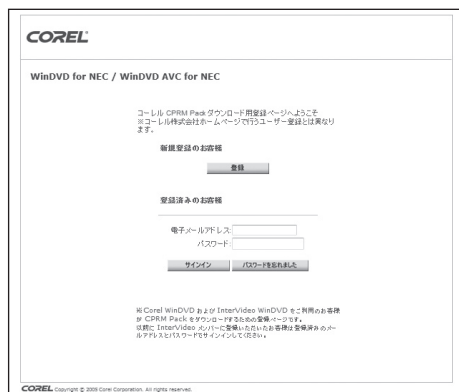 COREL
WinDVD for NEC / WinDVD AVC for NEC
コーレル CPRM Pack ダウンロード用登録ページへようこそ
※コーレル株式会社ホームページで行うユーザー登録とは異なり
ます。
新規登録のお客様
登録
登録済みのお客様
電子メールアドレス:
パスワード:
サインイン
パスワードを忘れました
※Corel WinDVD および InterVideo WinDVD をご利用のお客様
が CPRM Pack をダウンロードするための登録ページです。
以前に InterVideo メンバーに登録いただいたお客様は登録済みのメー
ルアドレスとパスワードでサインインしてください。
COREL Copyright © 2009 Corel Corporation. All rights reserved.